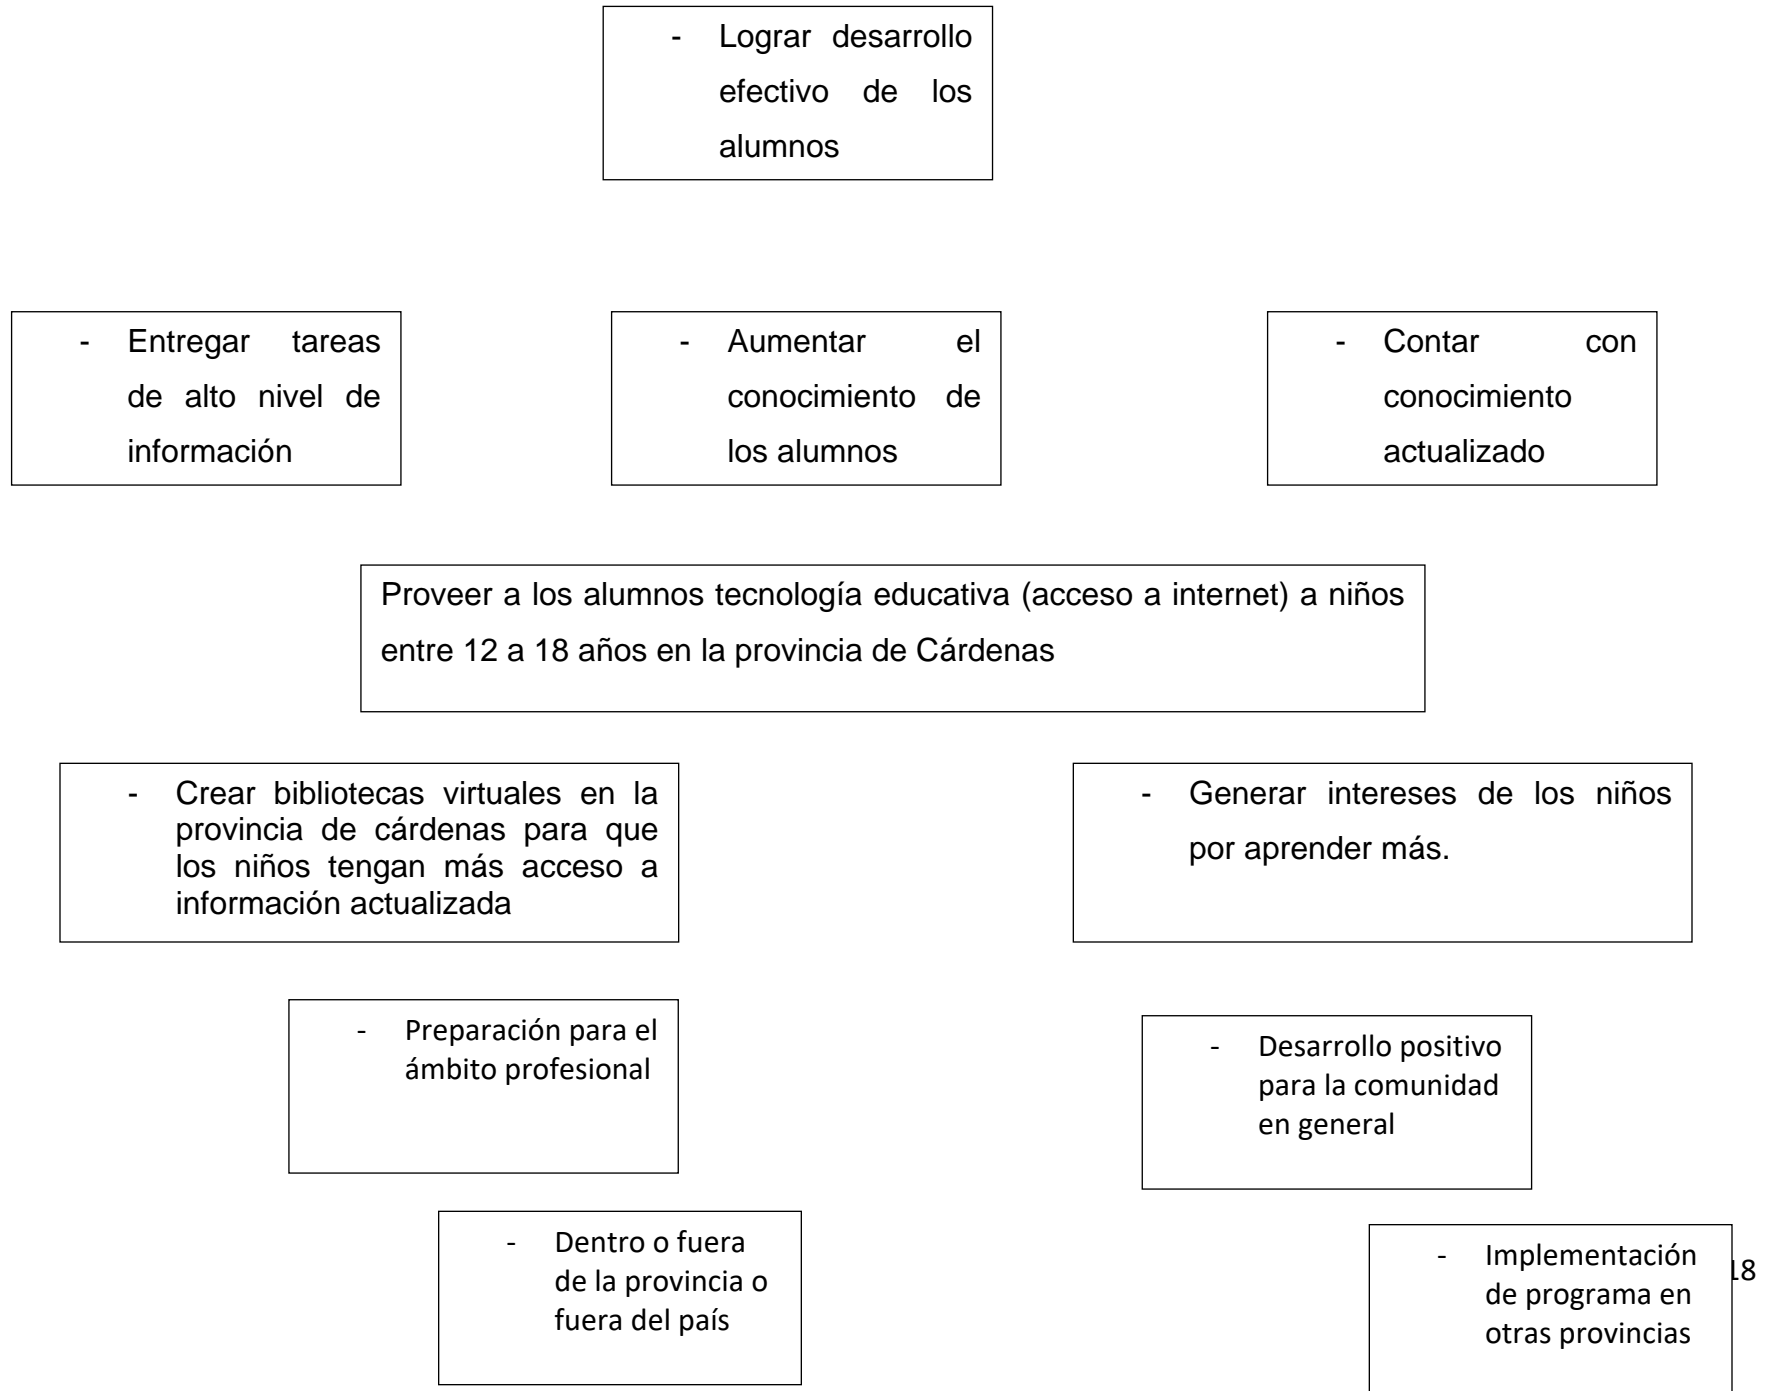 - Lograr desarrollo
efectivo de los
alumnos
- Entregar tareas
de alto nivel de
información
- Aumentar el
conocimiento de
los alumnos
- Contar con
conocimiento
actualizado
Proveer a los alumnos tecnología educativa (acceso a internet) a niños
entre 12 a 18 años en la provincia de Cárdenas
- Crear bibliotecas virtuales en la
provincia de cárdenas para que
los niños tengan más acceso a
información actualizada
- Generar intereses de los niños
por aprender más.
- Preparación para el
ámbito profesional
- Desarrollo positivo
para la comunidad
en general
- Dentro o fuera
de la provincia o
fuera del país
- Implementación
de programa en
otras provincias
18